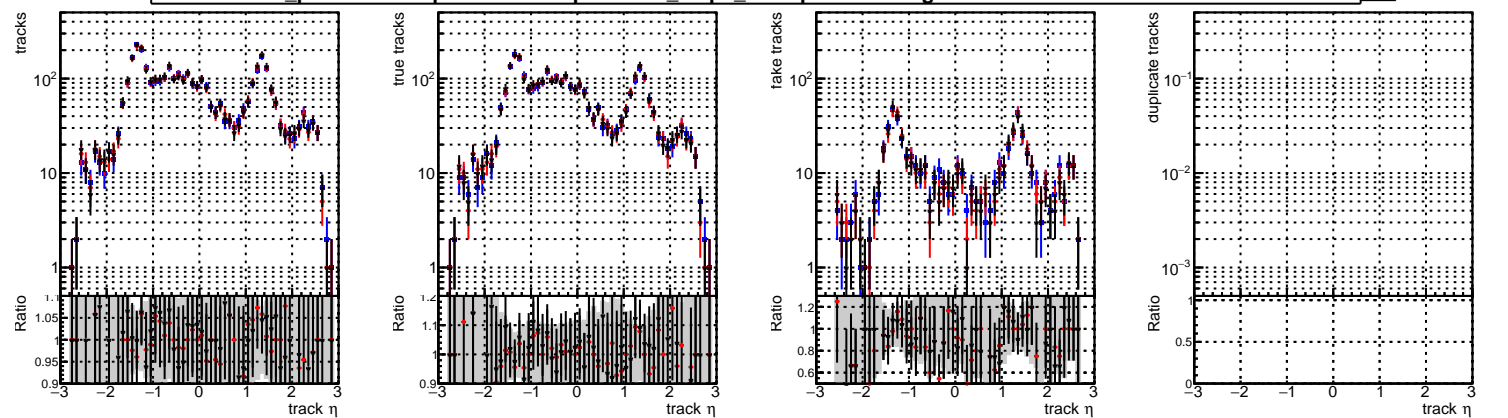 tracks
10²
10
1
Ratio
1.1
1.05
1
0.95
0.9
−3 −2 −1 0 1 2 3
track η
true tracks
10²
10
1
Ratio
1.2
1.1
1
0.9
−3 −2 −1 0 1 2 3
track η
fake tracks
10²
10
1
Ratio
1.2
1
0.8
0.6
−3 −2 −1 0 1 2 3
track η
duplicate tracks
10⁻¹
10⁻²
10⁻³
Ratio
1
0.5
0
−3 −2 −1 0 1 2 3
track η